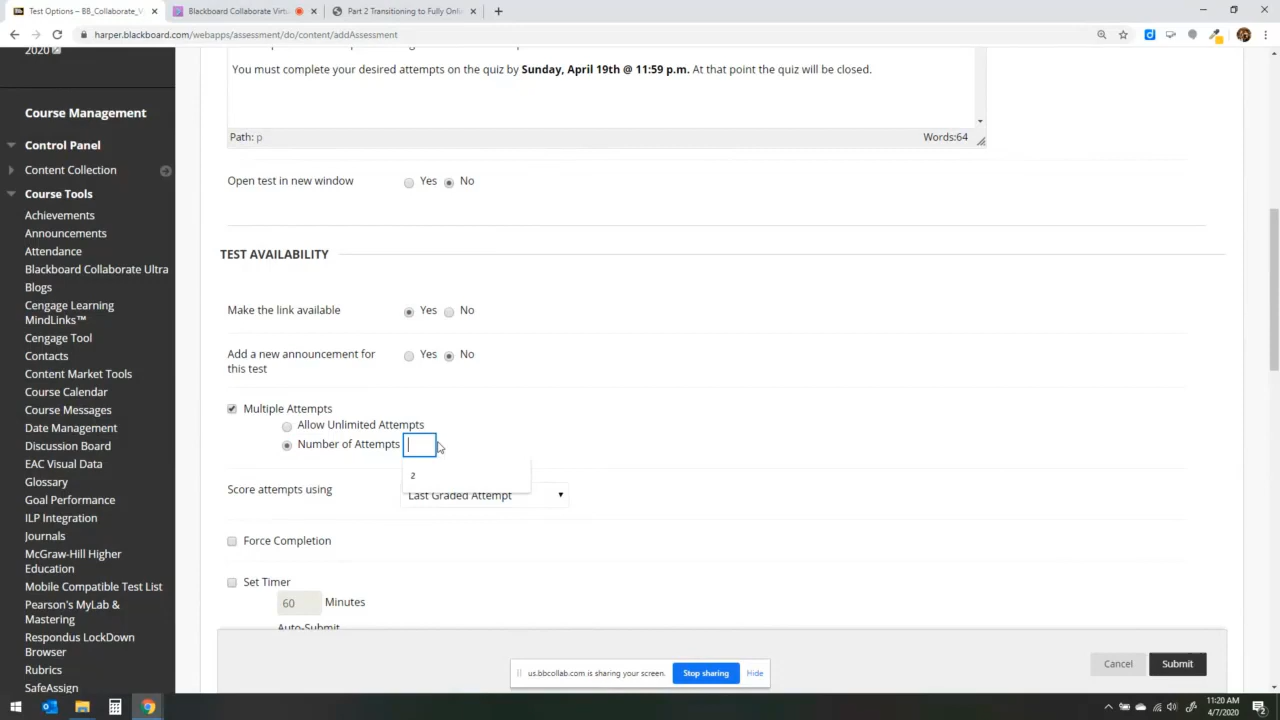 Test Options – BB_Collaborate_V
Blackboard Collaborate Virtu
Part 2 Transitioning to Fully Onli
harper.blackboard.com/webapps/assessment/do/content/addAssessment
2020
Course Management
Control Panel
Content Collection
Course Tools
Achievements
Announcements
Attendance
Blackboard Collaborate Ultra
Blogs
Cengage Learning
MindLinks™
Cengage Tool
Contacts
Content Market Tools
Course Calendar
Course Messages
Date Management
Discussion Board
EAC Visual Data
Glossary
Goal Performance
ILP Integration
Journals
McGraw-Hill Higher
Education
Mobile Compatible Test List
Pearson's MyLab &
Mastering
Respondus LockDown
Browser
Rubrics
SafeAssign
You must complete your desired attempts on the quiz by Sunday, April 19th @ 11:59 p.m. At that point the quiz will be closed.
Path: p
Words:64
Open test in new window
Yes
No
TEST AVAILABILITY
Make the link available
Yes
No
Add a new announcement for
this test
Yes
No
Multiple Attempts
Allow Unlimited Attempts
Number of Attempts
2
Score attempts using
Last Graded Attempt
Force Completion
Set Timer
60
Minutes
Auto-Submit
Cancel
Submit
us.bbcollab.com is sharing your screen.
Stop sharing
Hide
11:20 AM
4/7/2020
2